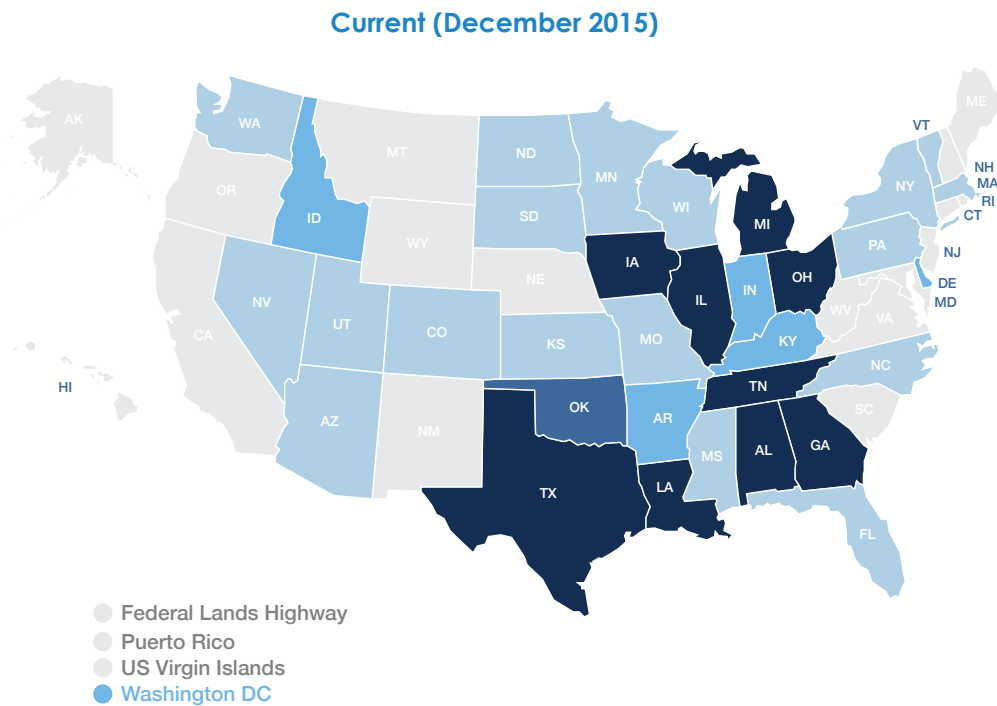 Current (December 2015)
AK
WA
MT
ND
MN
VT
ME
NH
MA
RI
CT
OR
ID
SD
WI
NY
MI
WY
IA
PA
NJ
NE
IL
IN
OH
DE
MD
NV
UT
CO
KS
MO
KY
WV
VA
CA
HI
AZ
NM
OK
AR
TN
NC
SC
MS
AL
GA
TX
LA
FL
Federal Lands Highway
Puerto Rico
US Virgin Islands
Washington DC